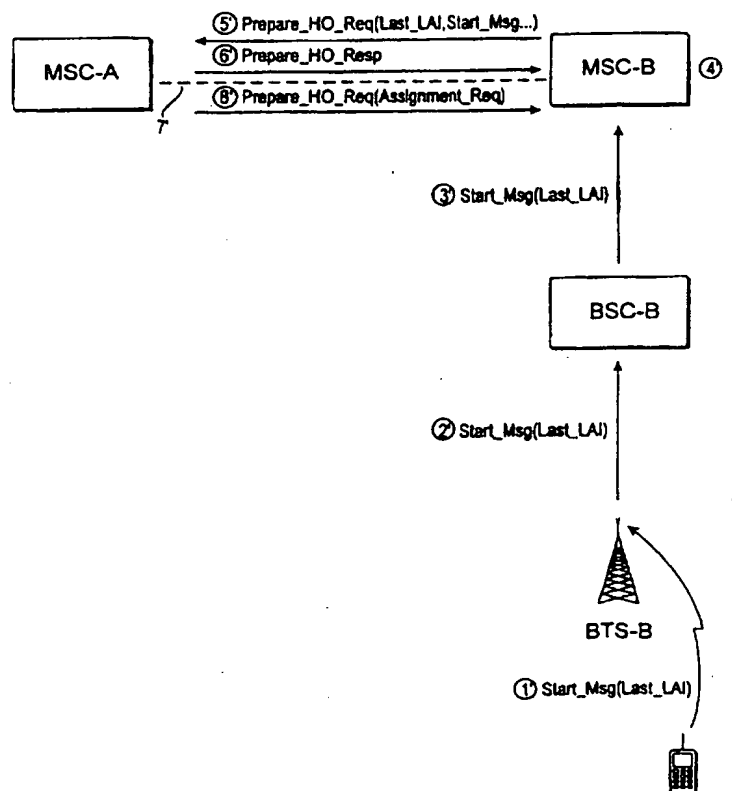 ⑤' Prepare_HO_Req(Last_LAI,Start_Msg...)
⑥' Prepare_HO_Resp
MSC-A
MSC-B
④'
T
⑧' Prepare_HO_Req(Assignment_Req)
③' Start_Msg(Last_LAI)
BSC-B
②' Start_Msg(Last_LAI)
BTS-B
①' Start_Msg(Last_LAI)